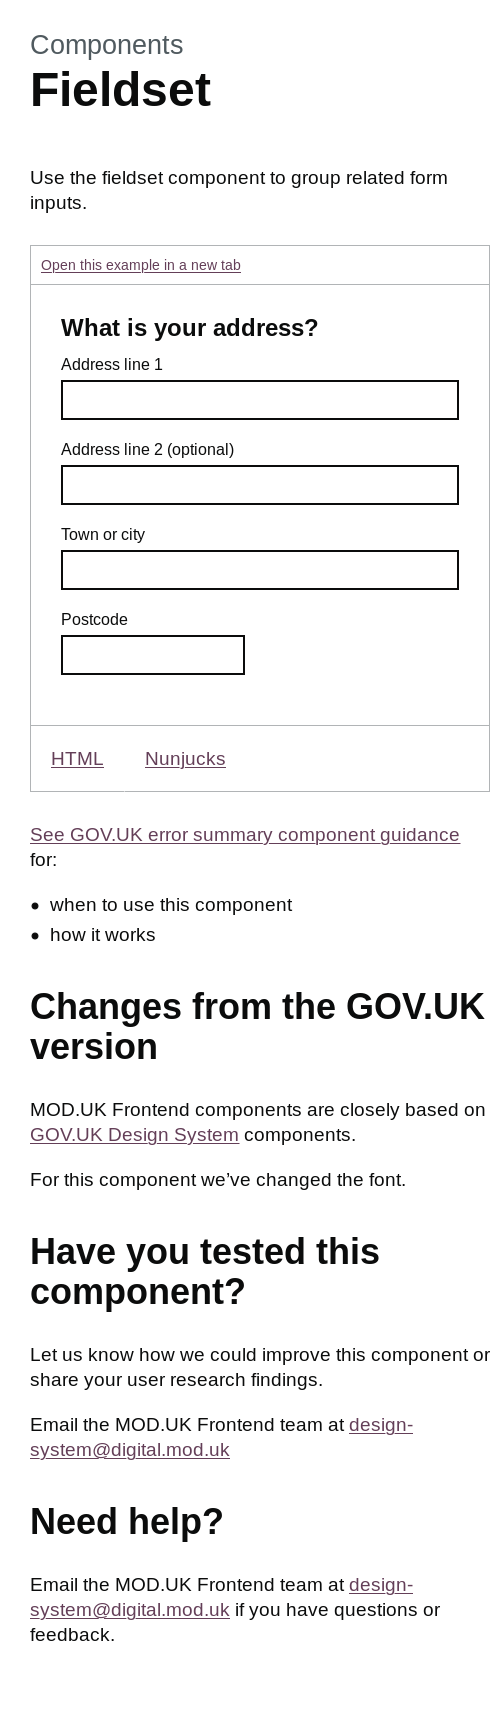 Components
Fieldset
Use the fieldset component to group related form
inputs.
Open this example in a new tab
What is your address?
Address line 1
Address line 2 (optional)
Town or city
Postcode
HTML Nunjucks
See GOV.UK error summary component guidance
for:
• when to use this component
• how it works
Changes from the GOV.UK
version
MOD.UK Frontend components are closely based on
GOV.UK Design System components.
For this component we’ve changed the font.
Have you tested this
component?
Let us know how we could improve this component or
share your user research findings.
Email the MOD.UK Frontend team at design-
system@digital.mod.uk
Need help?
Email the MOD.UK Frontend team at design-
system@digital.mod.uk if you have questions or
feedback.